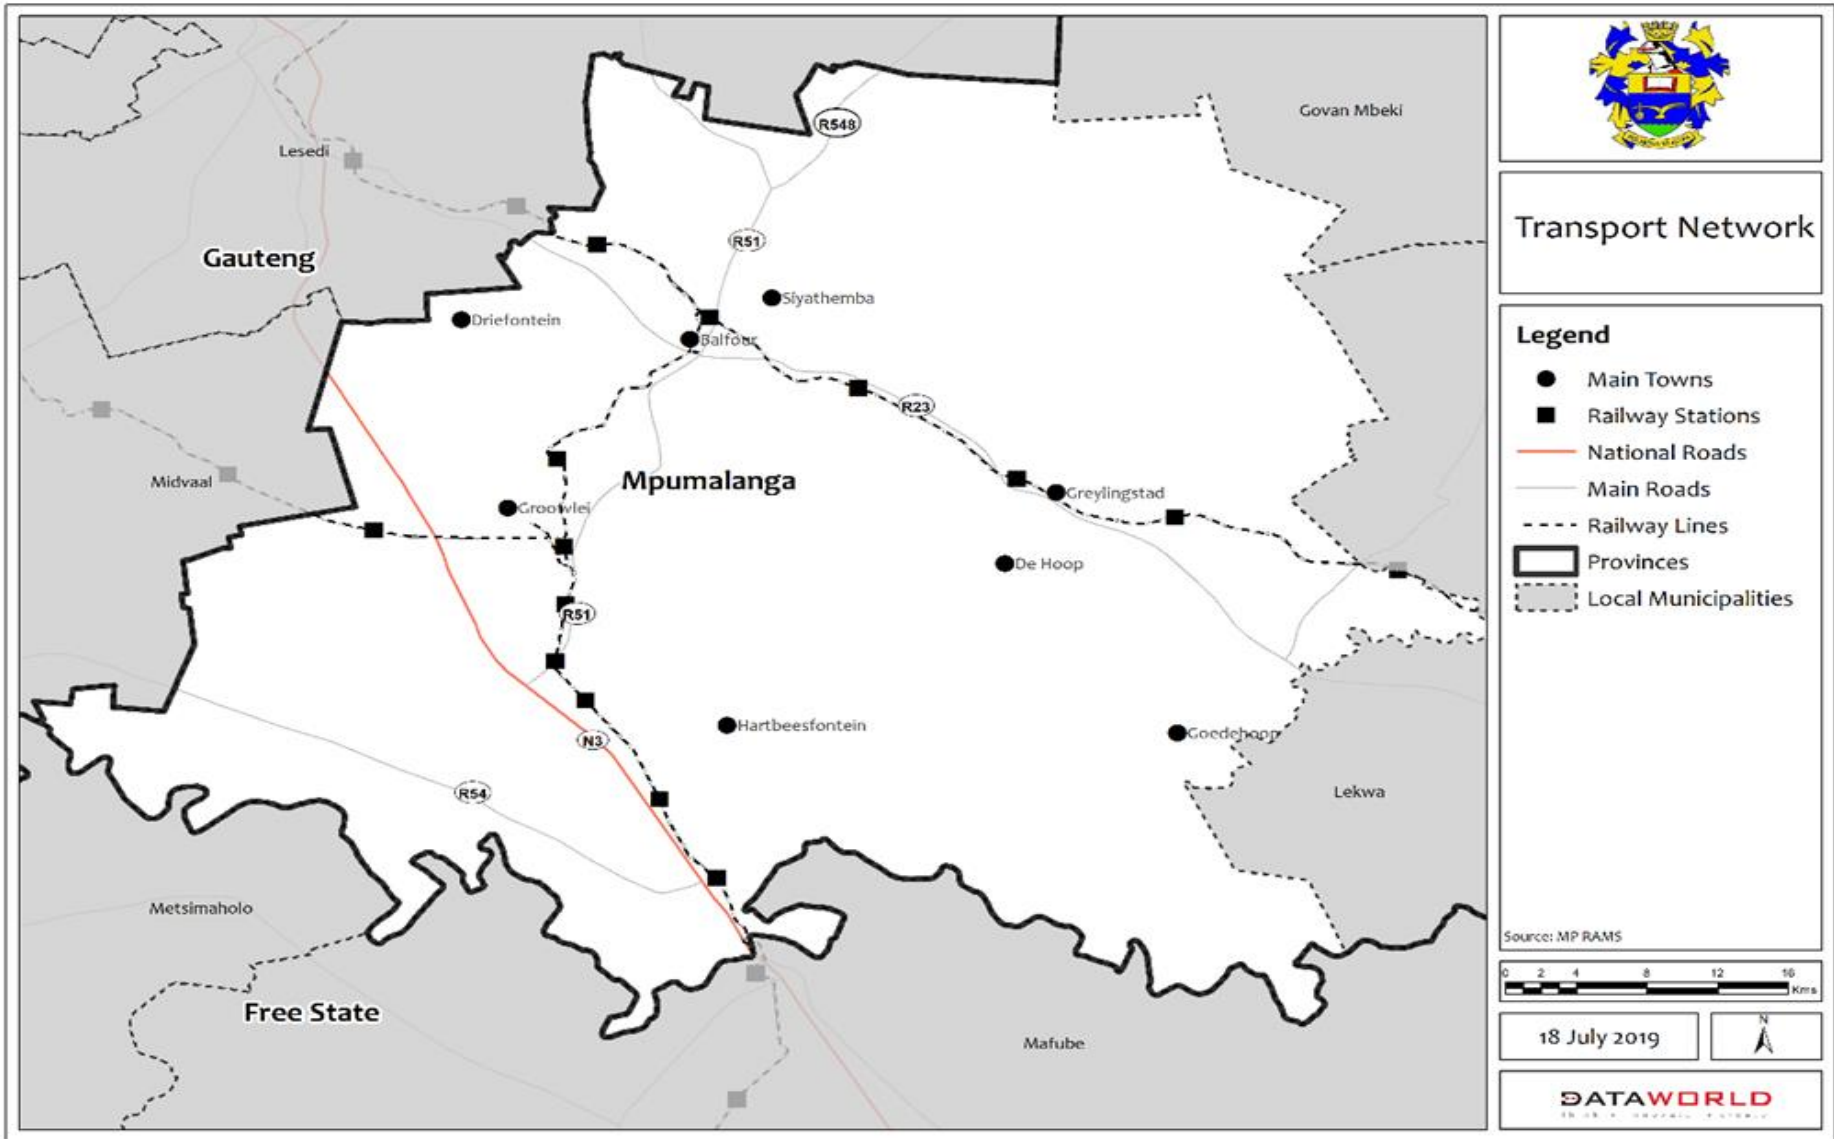 R548
Govan Mbeki
Lesedi
R51
Gauteng
Siyathemba
Driefontein
Balfour
R23
Midvaal
Mpumalanga
Greylingstad
Grootvlei
De Hoop
R51
Hartbeesfontein
Goedehoop
N3
R54
Lekwa
Metsimaholo
Free State
Mafube
Transport Network
Legend
Main Towns
Railway Stations
National Roads
Main Roads
Railway Lines
Provinces
Local Municipalities
Source: MP RAMS
0 2 4 8 12 16
Kms
18 July 2019
N
DATAWORLD